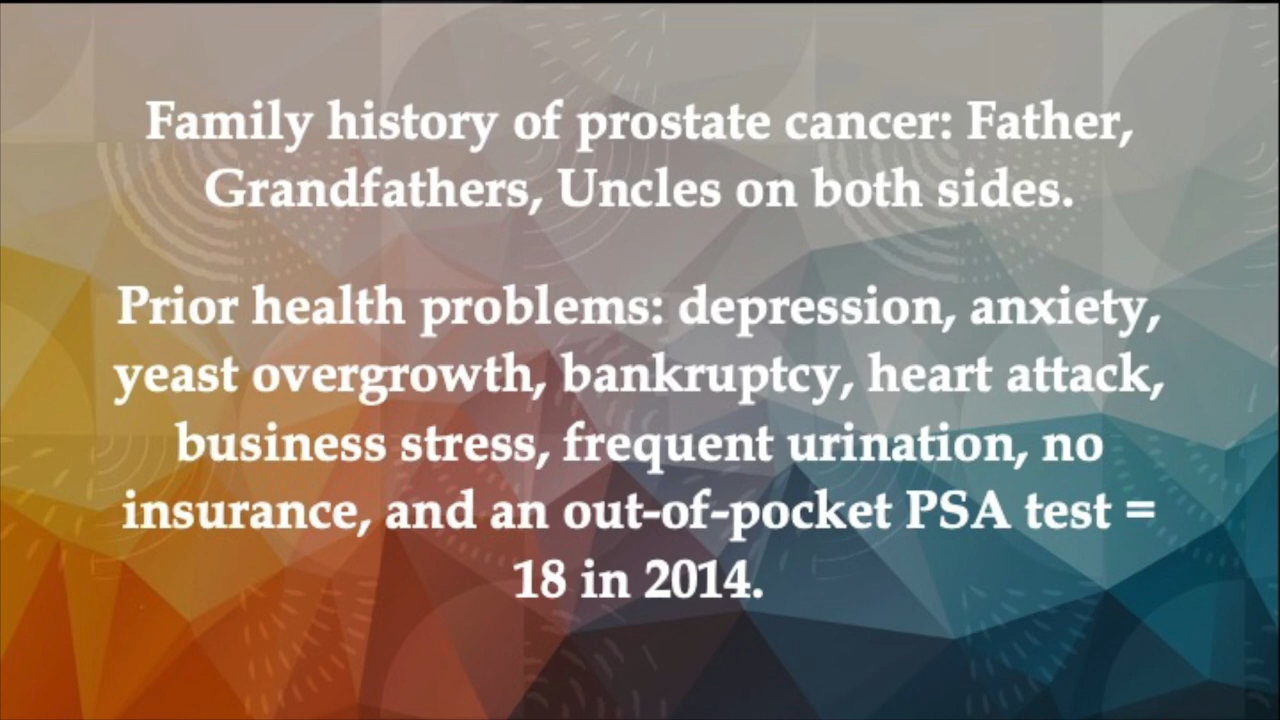 Family history of prostate cancer: Father,
Grandfathers, Uncles on both sides.
Prior health problems: depression, anxiety,
yeast overgrowth, bankruptcy, heart attack,
business stress, frequent urination, no
insurance, and an out-of-pocket PSA test =
18 in 2014.